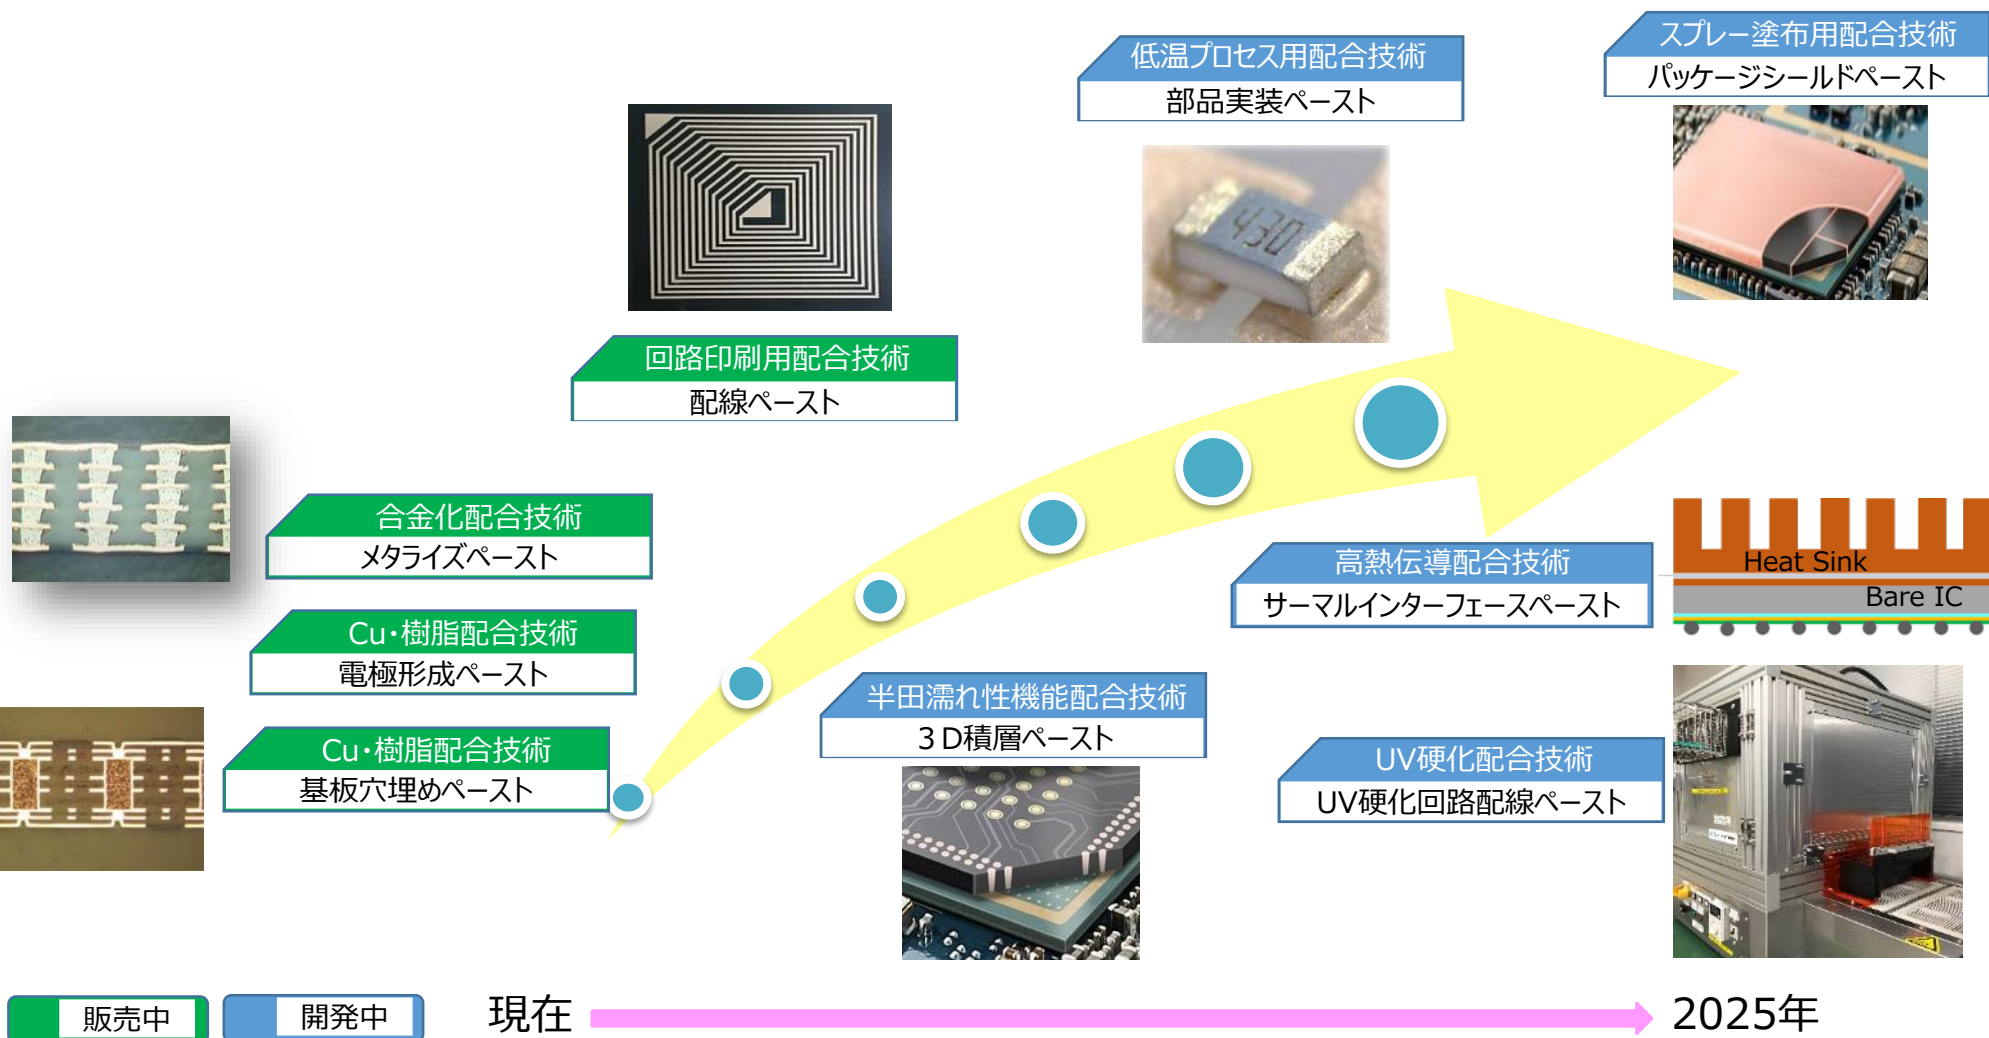 スプレー塗布用配合技術
パッケージシールドペースト
低温プロセス用配合技術
部品実装ペースト
430
回路印刷用配合技術
配線ペースト
合金化配合技術
メタライズペースト
Cu・樹脂配合技術
電極形成ペースト
Cu・樹脂配合技術
基板穴埋めペースト
高熱伝導配合技術
サーマルインターフェースペースト
Heat Sink
Bare IC
半田濡れ性機能配合技術
３D積層ペースト
UV硬化配合技術
UV硬化回路配線ペースト
販売中
開発中
現在
2025年